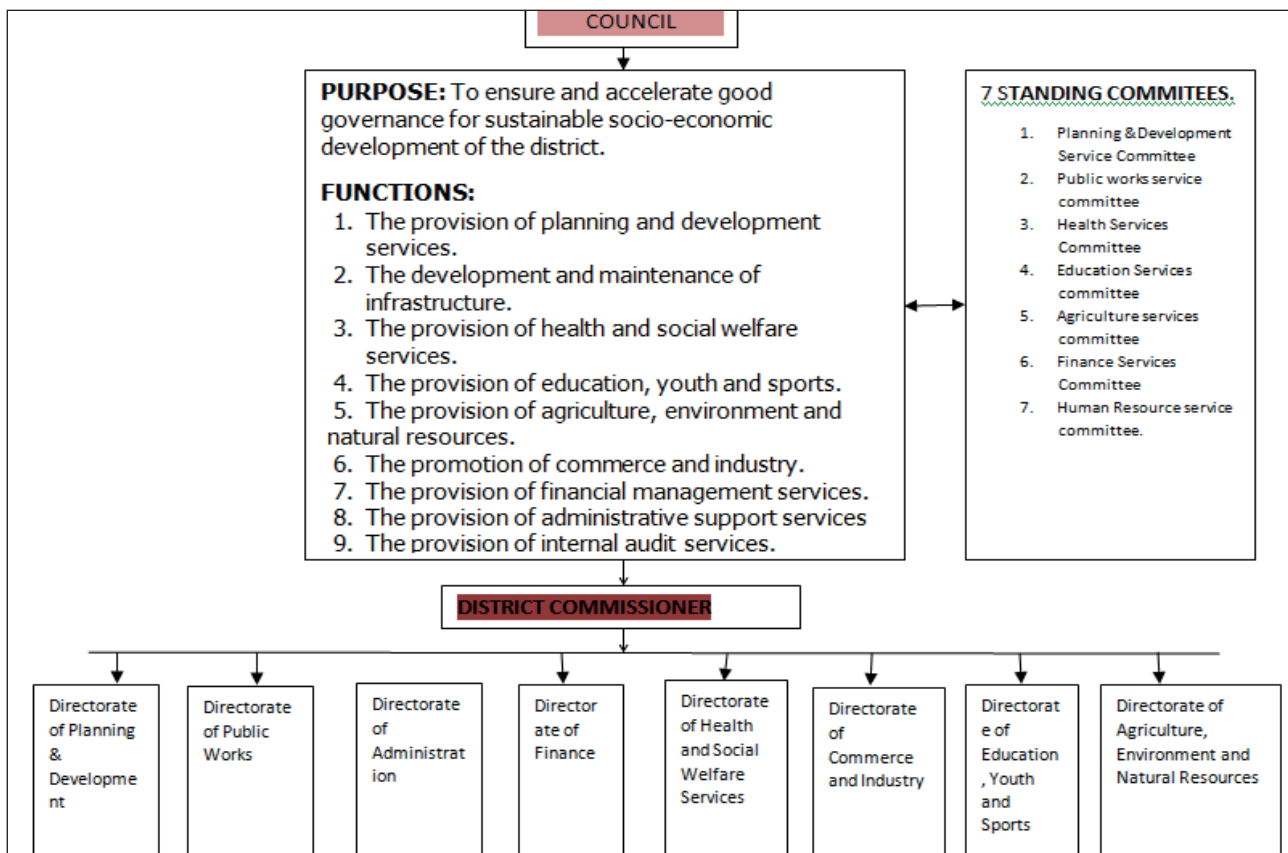 COUNCIL
PURPOSE: To ensure and accelerate good
governance for sustainable socio-economic
development of the district.
FUNCTIONS:
1. The provision of planning and development
services.
2. The development and maintenance of
infrastructure.
3. The provision of health and social welfare
services.
4. The provision of education, youth and sports.
5. The provision of agriculture, environment and
natural resources.
6. The promotion of commerce and industry.
7. The provision of financial management services.
8. The provision of administrative support services
9. The provision of internal audit services.
7 STANDING COMMITEES.
1. Planning &Development
Service Committee
2. Public works service
committee
3. Health Services
Committee
4. Education Services
committee
5. Agriculture services
committee
6. Finance Services
Committee
7. Human Resource service
committee.
DISTRICT COMMISSIONER
Directorate
of Planning
&
Developme
nt
Directorate
of Public
Works
Directorate
of
Administrat
ion
Director
ate of
Finance
Directorate
of Health
and Social
Welfare
Services
Directorate
of
Commerce
and Industry
Directorat
e of
Education
, Youth
and
Sports
Directorate of
Agriculture,
Environment and
Natural Resources